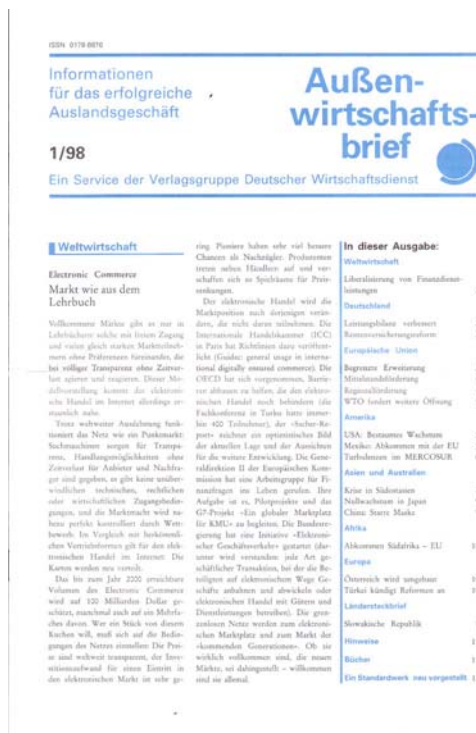 ISSN 0179-6976
Informationen
für das erfolgreiche
Auslandsgeschäft
Außen-
wirtschafts-
brief
1/98
Ein Service der Verlagsgruppe Deutscher Wirtschaftsdienst
Weltwirtschaft
Electronic Commerce
Markt wie aus dem
Lehrbuch
Vollkommene Märkte gibt es nur in
Lehrbüchern: solche mit freiem Zugang
und vielen gleich starken Marktteilneh-
mern ohne Präferenzen füreinander, die
bei völliger Transparenz ohne Zeitver-
lust agieren und reagieren. Dieser Mo-
dellvorstellung kommt der elektroni-
sche Handel im Internet allerdings er-
staunlich nahe.
Trotz weltweiter Ausdehnung funk-
tioniert das Netz wie ein Punktmarkt:
Suchmaschinen sorgen für Transpa-
renz, Handlungsmöglichkeiten ohne
Zeitverlust für Anbieter und Nachfra-
ger sind gegeben, es gibt keine unüber-
windlichen technischen, rechtlichen
oder wirtschaftlichen Zugangsbedin-
gungen, und die Marktmacht wird na-
hezu perfekt kontrolliert durch Wett-
bewerb. Im Vergleich mit herkömmli-
chen Vertriebsformen gilt für den elek-
tronischen Handel im Internet: Die
Karten werden neu verteilt.
Das bis zum Jahr 2000 erreichbare
Volumen des Electronic Commerce
wird auf 100 Milliarden Dollar ge-
schätzt, manchmal auch auf ein Mehrfa-
ches davon. Wer ein Stück von diesem
Kuchen will, muß sich auf die Bedin-
gungen des Netzes einstellen: Die Prei-
se sind weltweit transparent, der Inve-
stitionsaufwand für einen Eintritt in
den elektronischen Markt ist sehr ge-
ring. Pioniere haben sehr viel bessere
Chancen als Nachzügler. Produzenten
treten neben Händlern auf und ver-
schaffen sich so Spielräume für Preis-
senkungen.
Der elektronische Handel wird die
Marktposition auch derjenigen verän-
dern, die nicht daran teilnehmen. Die
Internationale Handelskammer (ICC)
in Paris hat Richtlinien dazu veröffent-
licht (Guidec: general usage in interna-
tional digitally ensured commerce). Die
OECD hat sich vorgenommen, Barrie-
ren abbauen zu helfen, die den elektro-
nischen Handel noch behindern (die
Fachkonferenz in Turku hatte immer-
hin 400 Teilnehmer), der «Sacher-Re-
port» zeichnet ein optimistisches Bild
der aktuellen Lage und der Aussichten
für die weitere Entwicklung. Die Gene-
raldirektion II der Europäischen Kom-
mission hat eine Arbeitsgruppe für Fi-
nanzfragen ins Leben gerufen. Ihre
Aufgabe ist es, Pilotprojekte und das
G7-Projekt «Ein globaler Marktplatz
für KMU» zu begleiten. Die Bundesre-
gierung hat eine Initiative «Elektroni-
scher Geschäftsverkehr» gestartet (dar-
unter wird verstanden: jede Art ge-
schäftlicher Transaktion, bei der die Be-
teiligten auf elektronischem Wege Ge-
schäfte anbahnen und abwickeln oder
elektronischen Handel mit Gütern und
Dienstleistungen betreiben). Die gren-
zenlosen Netze werden zum elektroni-
schen Marktplatz und zum Markt der
«kommenden Generationen». Ob sie
wirklich vollkommen sind, die neuen
Märkte, sei dahingestellt – willkommen
sind sie allemal.
In dieser Ausgabe:
Weltwirtschaft
Liberalisierung von Finanzdienst-
leistungen
Deutschland
Leistungsbilanz verbessert
Rentenversicherungsreform
Europäische Union
Begrenzte Erweiterung
Mittelstandsförderung
Regionalförderung
WTO fordert weitere Öffnung
Amerika
USA: Bestauntes Wachstum
Mexiko: Abkommen mit der EU
Turbulenzen im MERCOSUR
Asien und Australien
Krise in Südostasien
Nullwachstum in Japan
China: Starre Maske
Afrika
Abkommen Südafrika – EU
Europa
Österreich wird umgebaut
Türkei kündigt Reformen an
Ländersteckbrief
Slowakische Republik
Hinweise
Bücher
Ein Standardwerk neu vorgestellt